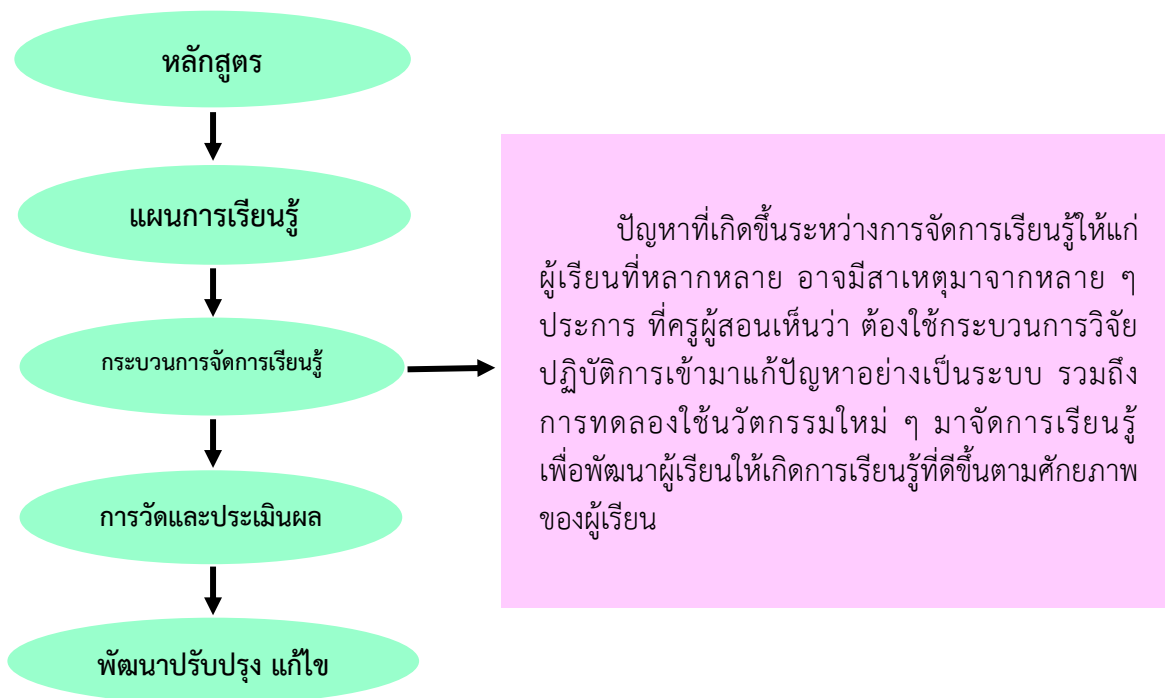 หลักสูตร
แผนการเรียนรู้
กระบวนการจัดการเรียนรู้
การวัดและประเมินผล
พัฒนาปรับปรุง แก้ไข
ปัญหาที่เกิดขึ้นระหว่างการจัดการเรียนรู้ให้แก่
ผู้เรียนที่หลากหลาย อาจมีสาเหตุมาจากหลาย ๆ
ประการ ที่ครูผู้สอนเห็นว่า ต้องใช้กระบวนการวิจัย
ปฏิบัติการเข้ามาแก้ปัญหาอย่างเป็นระบบ รวมถึง
การทดลองใช้นวัตกรรมใหม่ ๆ มาจัดการเรียนรู้
เพื่อพัฒนาผู้เรียนให้เกิดการเรียนรู้ที่ดีขึ้นตามศักยภาพ
ของผู้เรียน